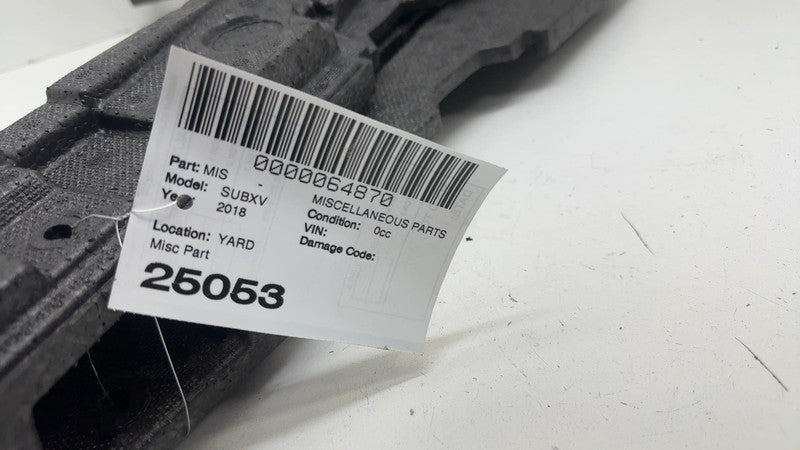 0000064870
Part: MIS -
MISCELLANEOUS PARTS
Model: SUBXV
Condition: 0cc
Year 2018
VIN:
Damage Code:
Location: YARD
Misc Part
25053